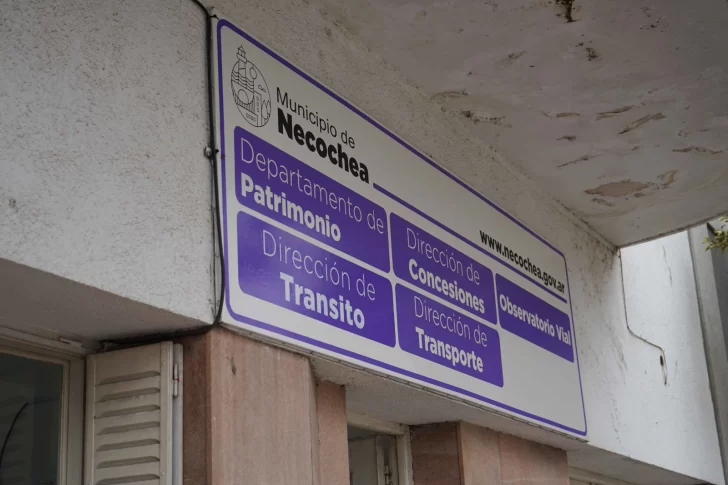 Municipio de
Necochea
www.necochea.gov.ar
Departamento de
Patrimonio
Dirección de
Concesiones
Observatorio Vial
Dirección de
Tránsito
Dirección de
Transporte